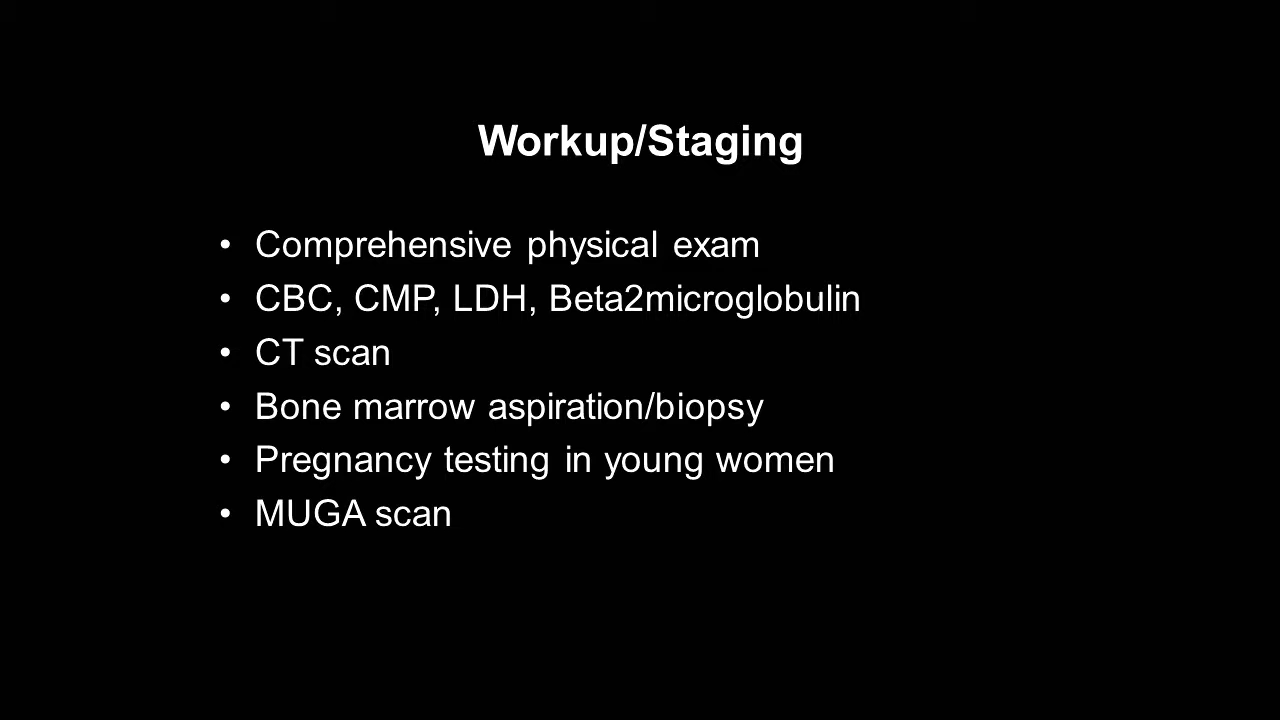 Workup/Staging
• Comprehensive physical exam
• CBC, CMP, LDH, Beta2microglobulin
• CT scan
• Bone marrow aspiration/biopsy
• Pregnancy testing in young women
• MUGA scan